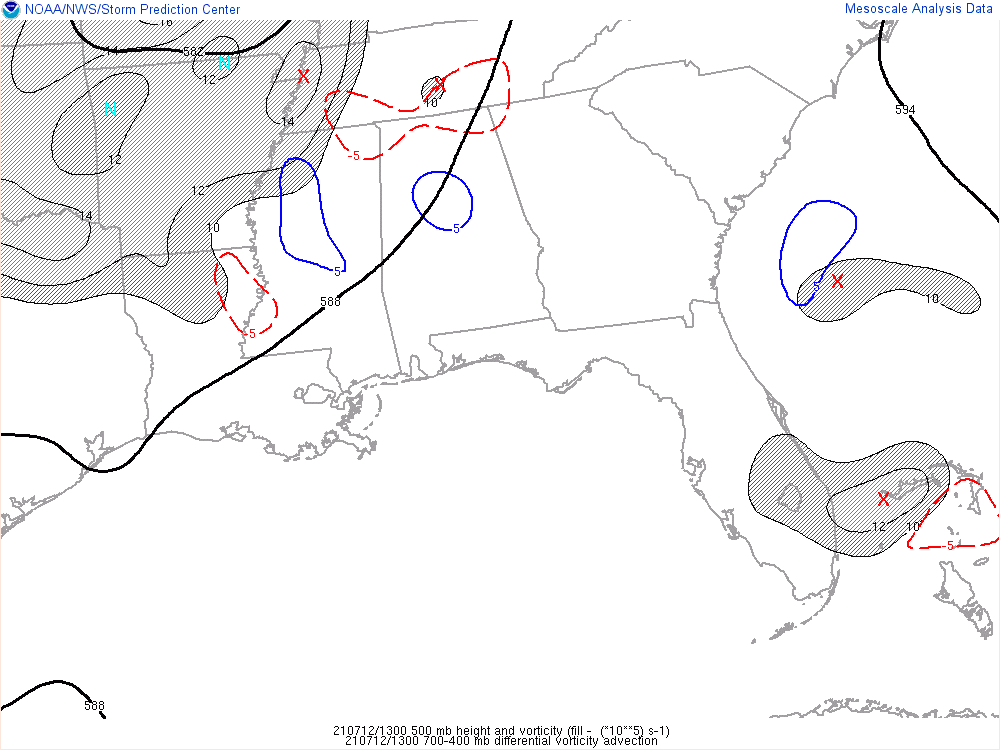 NOAA/NWS/Storm Prediction Center
Mesoscale Analysis Data
16
14
582
N
12
X
X
10
594
N
14
12
-5
12
14
10
5
5
5
X
10
588
-5
X
12
10
-5
588
210712/1300 500 mb height and vorticity (fill - (*10**5) s-1)
210712/1300 700-400 mb differential vorticity advection